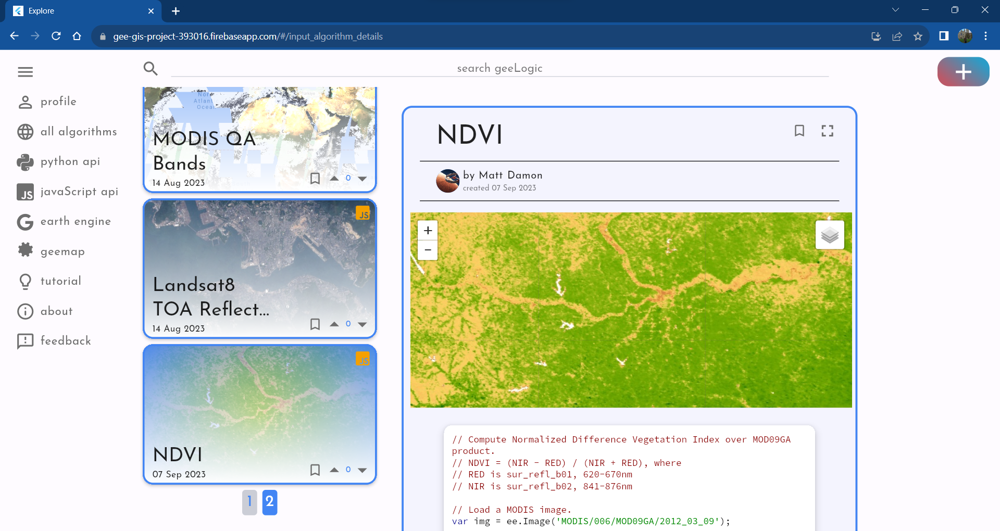 Explore
gee-gis-project-393016.firebaseapp.com/#/input_algorithm_details
search geeLogic
profile
all algorithms
python api
JS javaScript api
earth engine
geemap
tutorial
about
feedback
Atlan
Ocean
MODIS QA
Bands
14 Aug 2023
0
JS
Landsat8
TOA Reflect...
14 Aug 2023
0
JS
NDVI
07 Sep 2023
0
1 2
NDVI
by Matt Damon
created 07 Sep 2023
+
−
// Compute Normalized Difference Vegetation Index over MOD09GA
product.
// NDVI = (NIR - RED) / (NIR + RED), where
// RED is sur_refl_b01, 620-670nm
// NIR is sur_refl_b02, 841-876nm
// Load a MODIS image.
var img = ee.Image('MODIS/006/MOD09GA/2012_03_09');